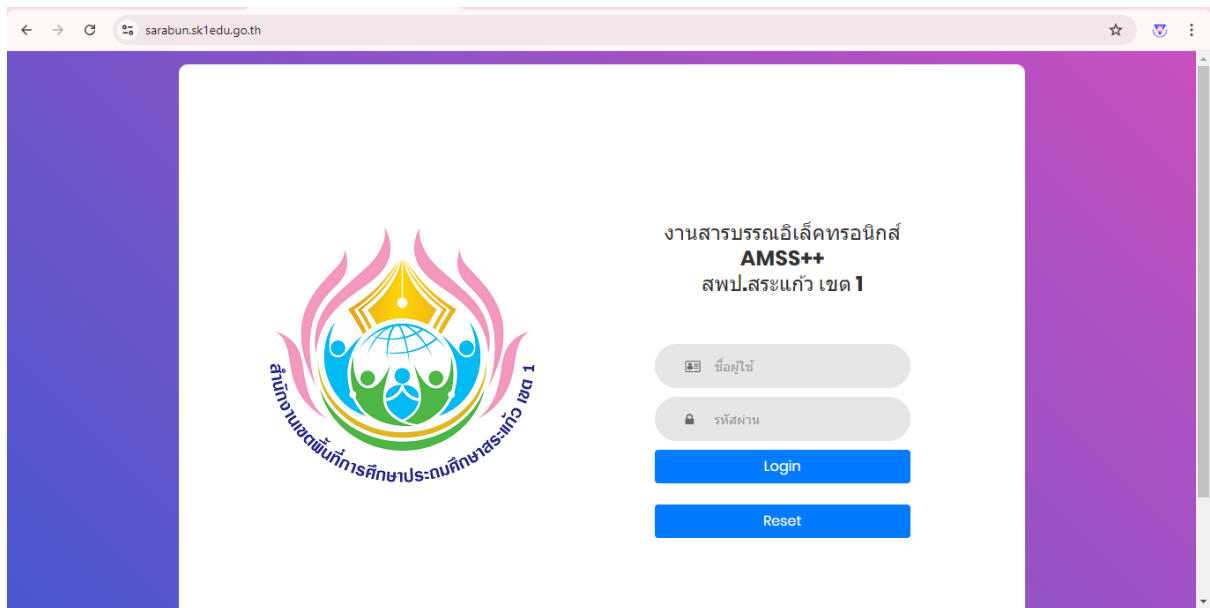 sarabun.sk1edu.go.th
งานสารบรรณอิเล็คทรอนิกส์
AMSS++
สพป.สระแก้ว เขต 1
สำนักงานเขตพื้นที่การศึกษาประถมศึกษาสระแก้ว เขต 1
ชื่อผู้ใช้
รหัสผ่าน
Login
Reset